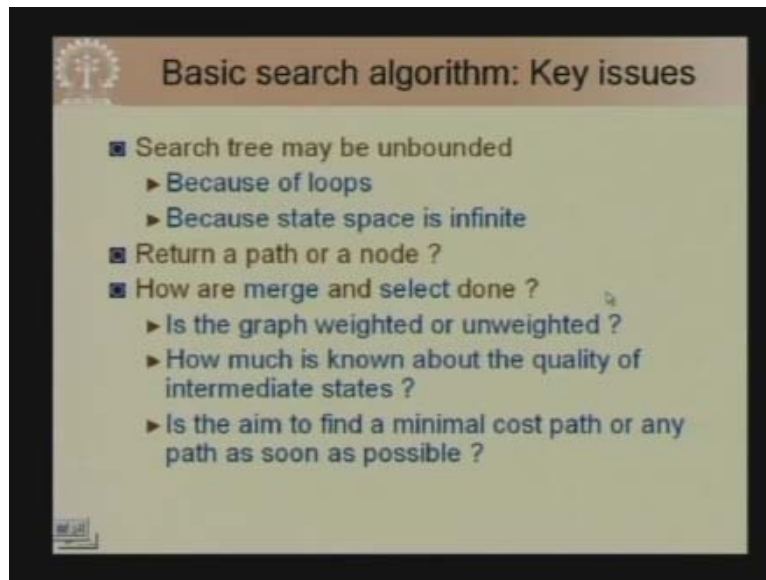 Basic search algorithm: Key issues
Search tree may be unbounded
Because of loops
Because state space is infinite
Return a path or a node ?
How are merge and select done ?
Is the graph weighted or unweighted ?
How much is known about the quality of
intermediate states ?
Is the aim to find a minimal cost path or any
path as soon as possible ?